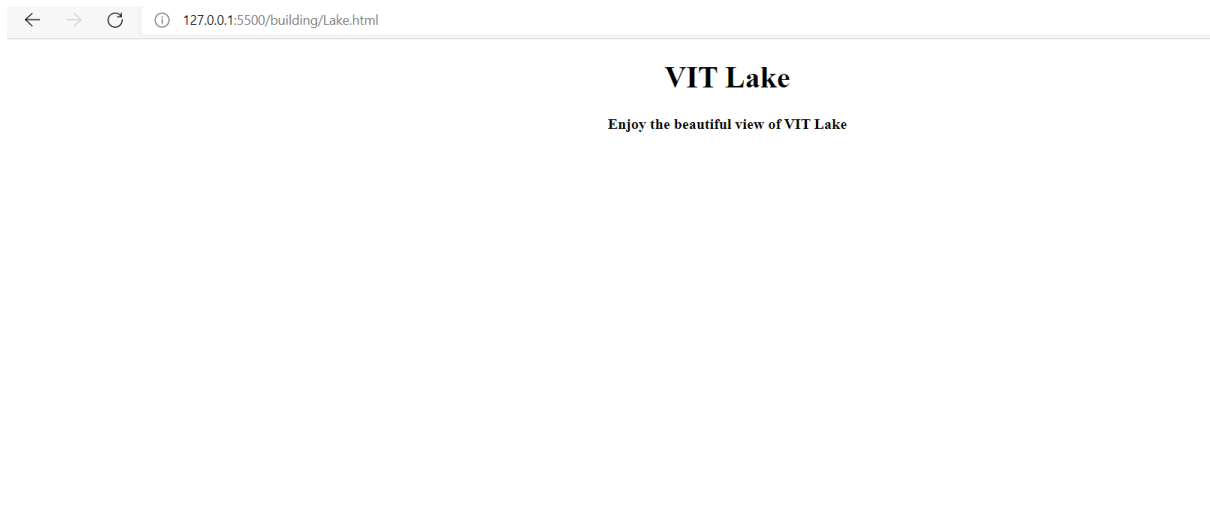 127.0.0.1:5500/building/Lake.html
VIT Lake
Enjoy the beautiful view of VIT Lake